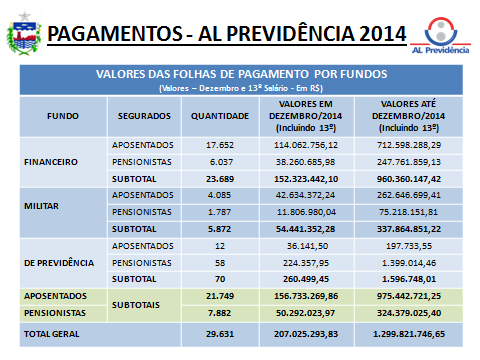 PAGAMENTOS - AL PREVIDÊNCIA 2014
AL Previdência
VALORES DAS FOLHAS DE PAGAMENTO POR FUNDOS
(Valores – Dezembro e 13º Salário - Em R$)
FUNDO SEGURADOS QUANTIDADE VALORES EM DEZEMBRO/2014 (Incluindo 13º) VALORES ATÉ DEZEMBRO/2014 (Incluindo 13º)
FINANCEIRO
APOSENTADOS 17.652 114.062.756,12 712.598.288,29
PENSIONISTAS 6.037 38.260.685,98 247.761.859,13
SUBTOTAL 23.689 152.323.442,10 960.360.147,42
MILITAR
APOSENTADOS 4.085 42.634.372,24 262.646.699,41
PENSIONISTAS 1.787 11.806.980,04 75.218.151,81
SUBTOTAL 5.872 54.441.352,28 337.864.851,22
DE PREVIDÊNCIA
APOSENTADOS 12 36.141,50 197.733,55
PENSIONISTAS 58 224.357,95 1.399.014,46
SUBTOTAL 70 260.499,45 1.596.748,01
APOSENTADOS SUBTOTAIS 21.749 156.733.269,86 975.442.721,25
PENSIONISTAS 7.882 50.292.023,97 324.379.025,40
TOTAL GERAL 29.631 207.025.293,83 1.299.821.746,65